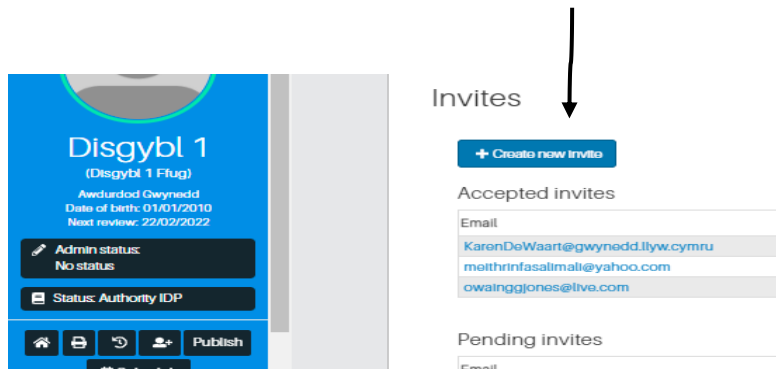 Disgybl 1
(Disgybl 1 Ffug)
Awdurdod Gwynedd
Date of birth: 01/01/2010
Next review: 22/02/2022
Admin status:
No status
Status: Authority IDP
Publish
Invites
+ Create new invite
Accepted invites
Email
KarenDeWaart@gwynedd.llyw.cymru
meithrinfasalimali@yahoo.com
owainggjones@live.com
Pending invites
Email